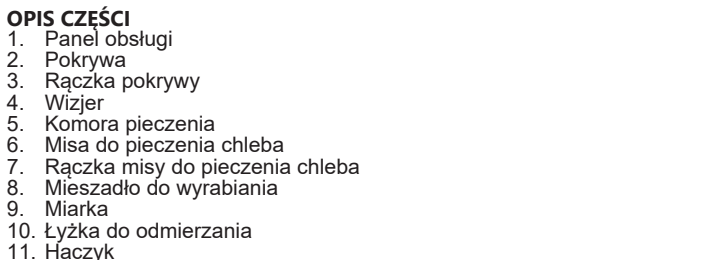 OPIS CZĘŚCI
1. Panel obsługi
2. Pokrywa
3. Rączka pokrywy
4. Wizjer
5. Komora pieczenia
6. Misa do pieczenia chleba
7. Rączka misy do pieczenia chleba
8. Mieszadło do wyrabiania
9. Miarka
10. Łyżka do odmierzania
11. Haczyk